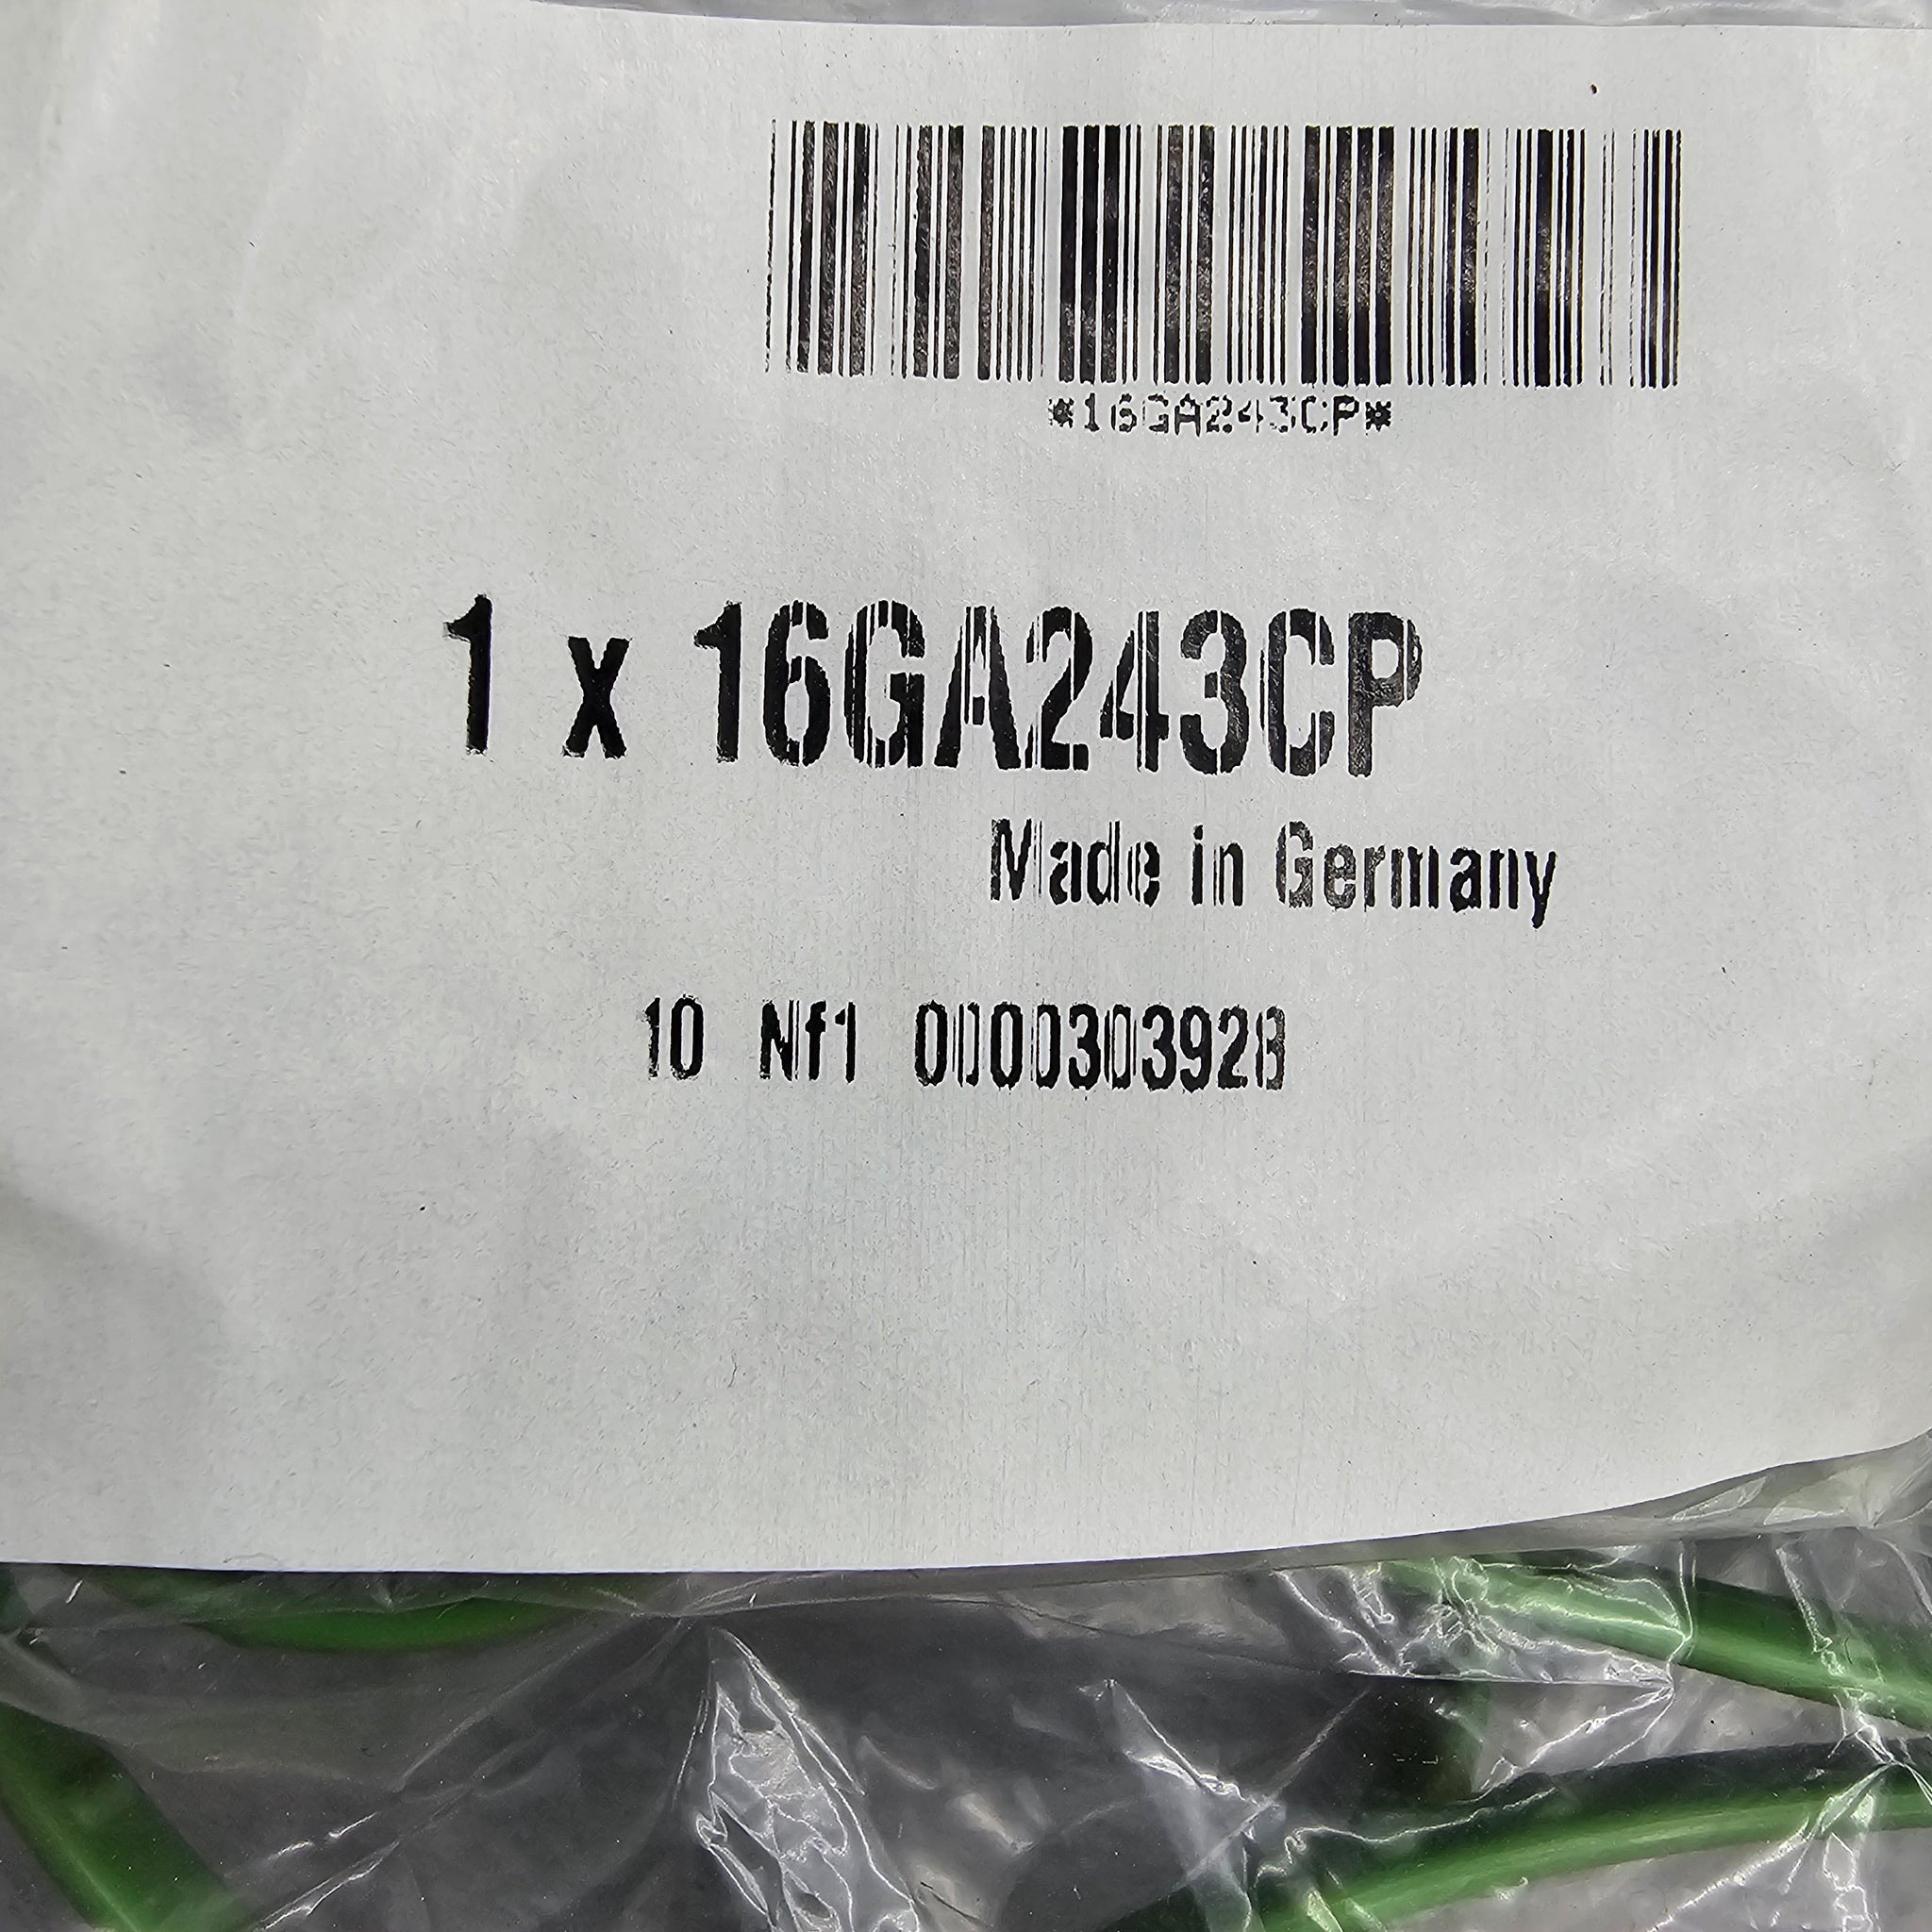 *16GA243CP*
1 x 16GA243CP
Made in Germany
10 Nf1 0000303928